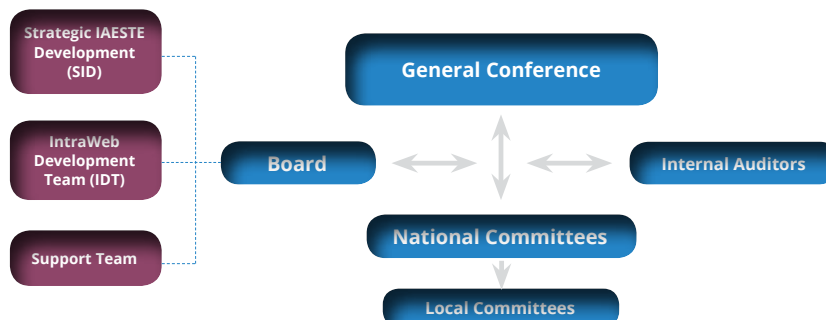 Strategic IAESTE
Development
(SID)
General Conference
IntraWeb
Development
Team (IDT)
Board
Internal Auditors
National Committees
Support Team
Local Committees